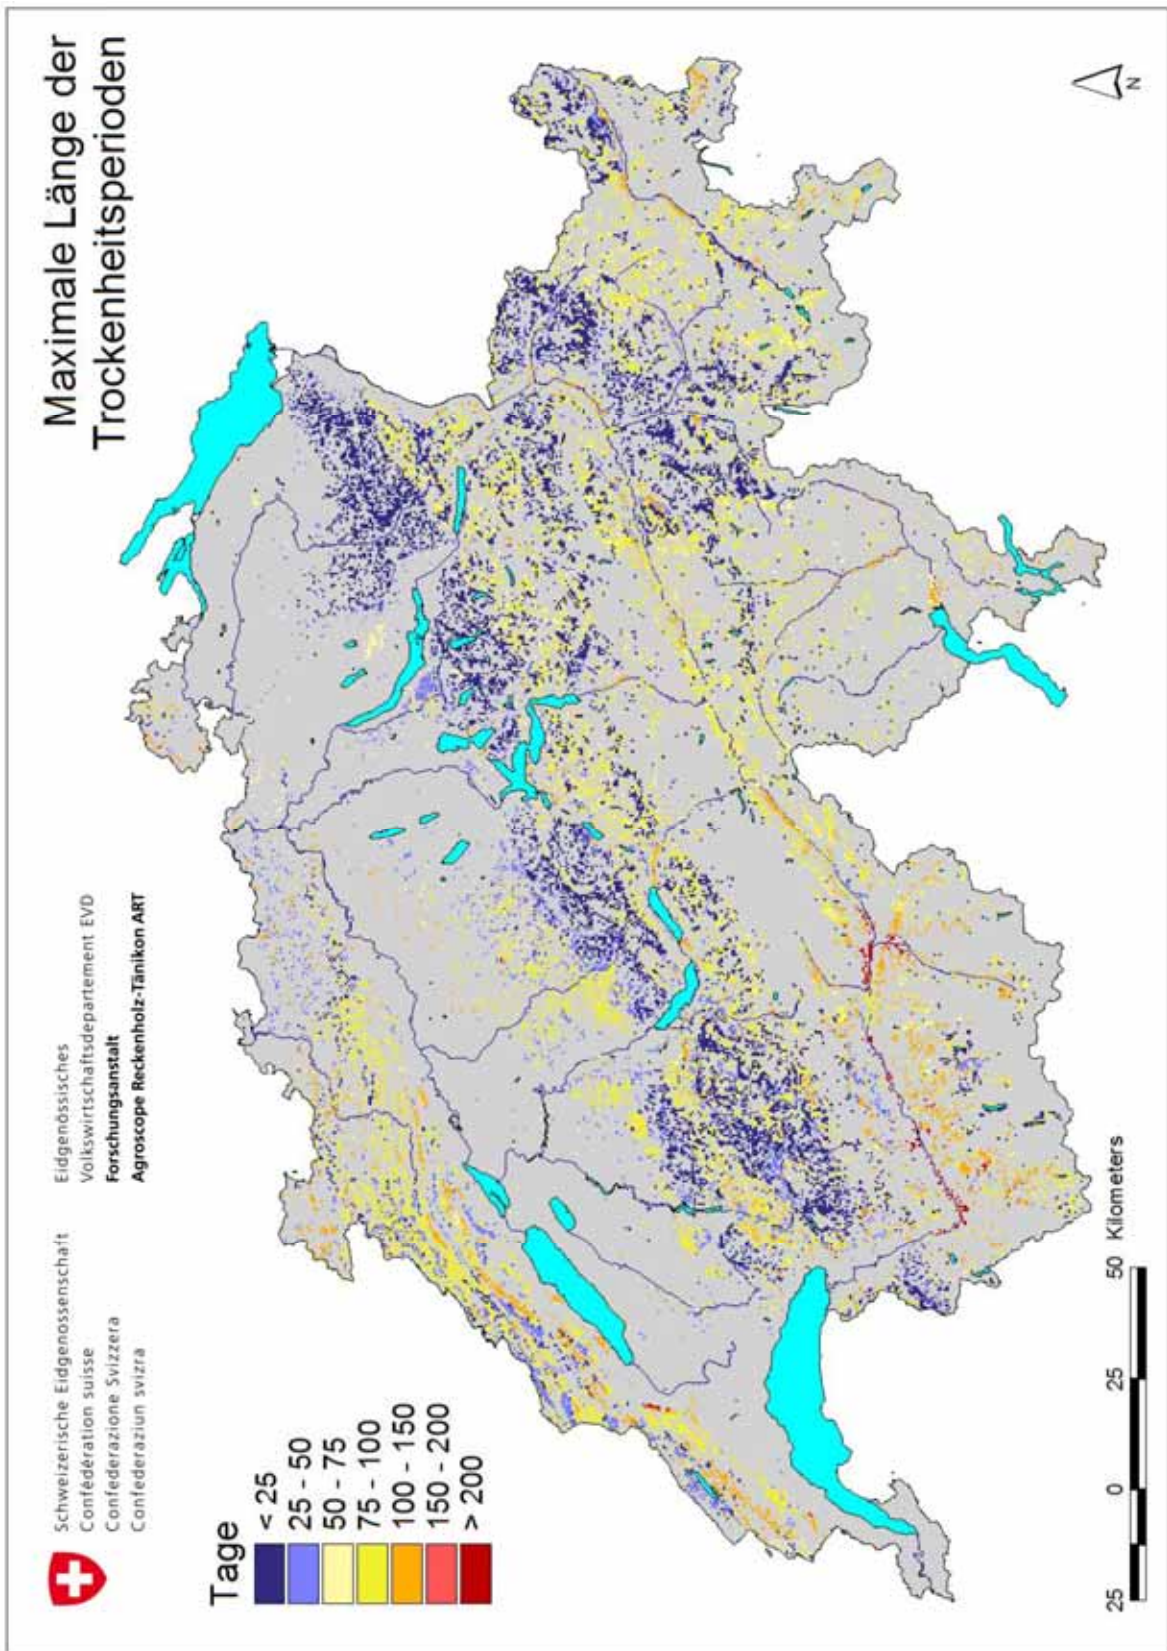 Schweizerische Eidgenossenschaft
Confédération suisse
Confederazione Svizzera
Confederaziun svizra
Eidgenössisches
Volkswirtschaftsdepartement EVD
Forschungsanstalt
Agroscope Reckenholz-Tänikon ART
Maximale Länge der
Trockenheitsperioden
Tage
< 25
25 - 50
50 - 75
75 - 100
100 - 150
150 - 200
> 200
25 0 25 50 Kilometers
N